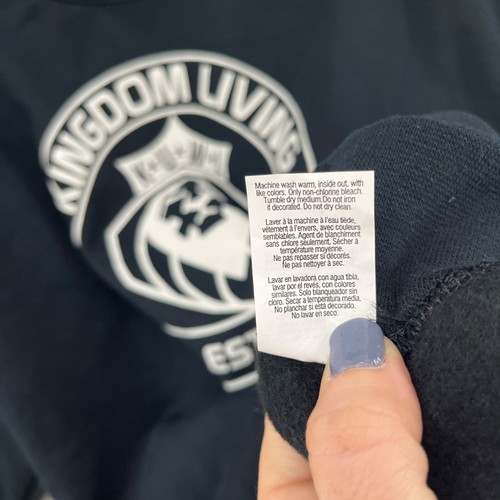 KINGDOM LIVING
EST
Machine wash warm, inside out, with
like colors. Only non-chlorine bleach.
Tumble dry medium.Do not iron
if decorated. Do not dry clean.
Laver à la machine à l'eau tiède,
vêtement à l'envers, avec couleurs
semblables. Agent de blanchiment
sans chlore seulement. Sécher à
température moyenne.
Ne pas repasser si décorés.
Ne pas nettoyer à sec.
Lavar en lavadora con agua tibia,
lavar por el revés, con colores
similares. Solo blanqueador sin
cloro. Secar a temperatura media.
No planchar si está decorado.
No lavar en seco.